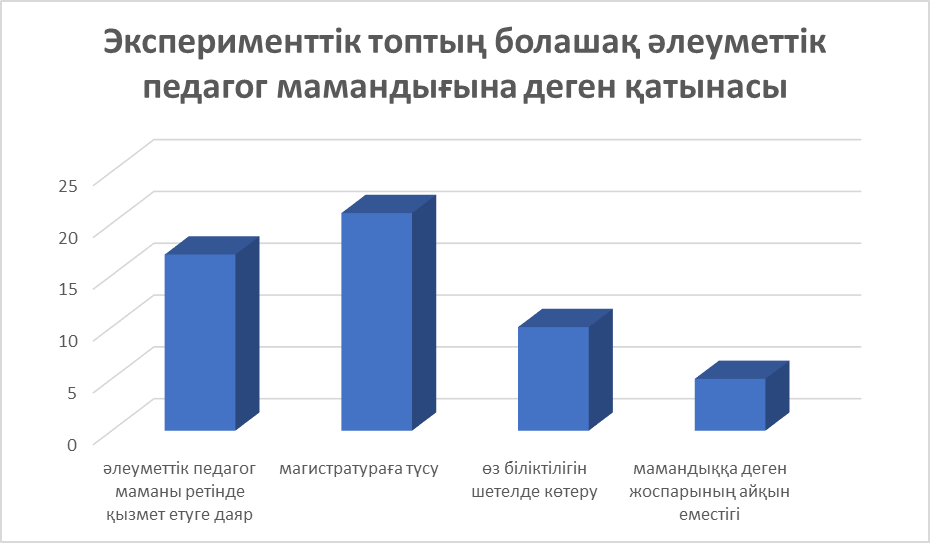 Эксперименттік топтың болашақ әлеуметтік
педагог мамандығына деген қатынасы
25
20
15
10
5
0
әлеуметтік педагог
маманы ретінде
қызмет етуге даяр
магистратураға түсу
өз біліктілігін
шетелде көтеру
мамандыққа деген
жоспарының айқын
еместігі